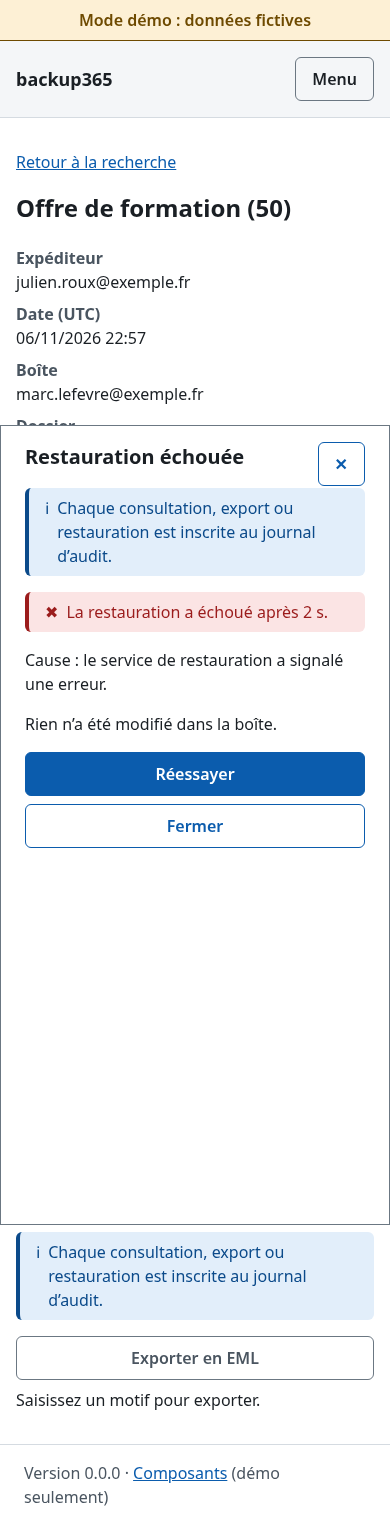 Mode démo : données fictives
backup365
Menu
Retour à la recherche
Offre de formation (50)
Expéditeur
julien.roux@exemple.fr
Date (UTC)
06/11/2026 22:57
Boîte
marc.lefevre@exemple.fr
Dossier
Restauration échouée
✕
i Chaque consultation, export ou
restauration est inscrite au journal
d’audit.
✖ La restauration a échoué après 2 s.
Cause : le service de restauration a signalé
une erreur.
Rien n’a été modifié dans la boîte.
Réessayer
Fermer
i Chaque consultation, export ou
restauration est inscrite au journal
d’audit.
Exporter en EML
Saisissez un motif pour exporter.
Version 0.0.0 · Composants (démo
seulement)